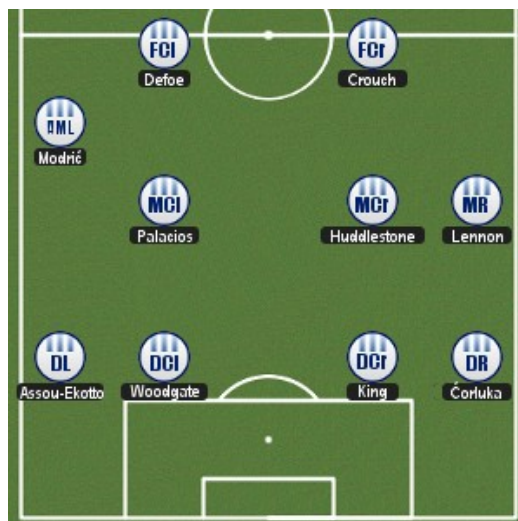 FCl
FCr
Defoe
Crouch
AML
Modrić
MCl
MCr
MR
Palacios
Huddlestone
Lennon
DL
DCl
DCr
DR
Assou-Ekotto
Woodgate
King
Ćorluka